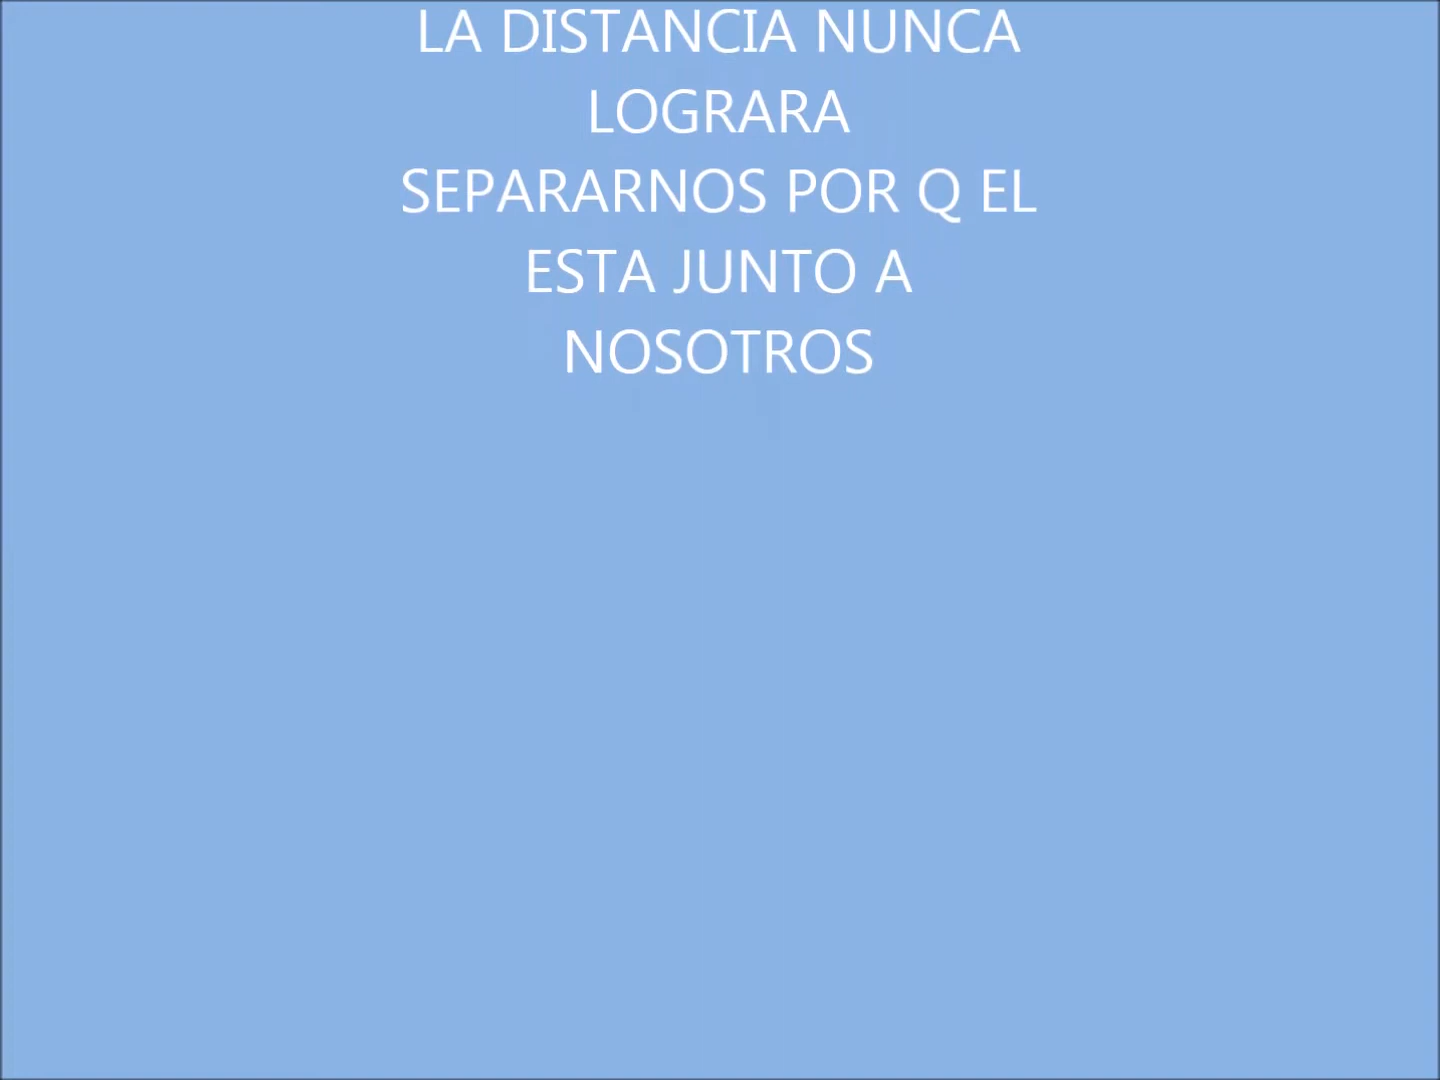 LA DISTANCIA NUNCA
LOGRARA
SEPARARNOS POR Q EL
ESTA JUNTO A
NOSOTROS